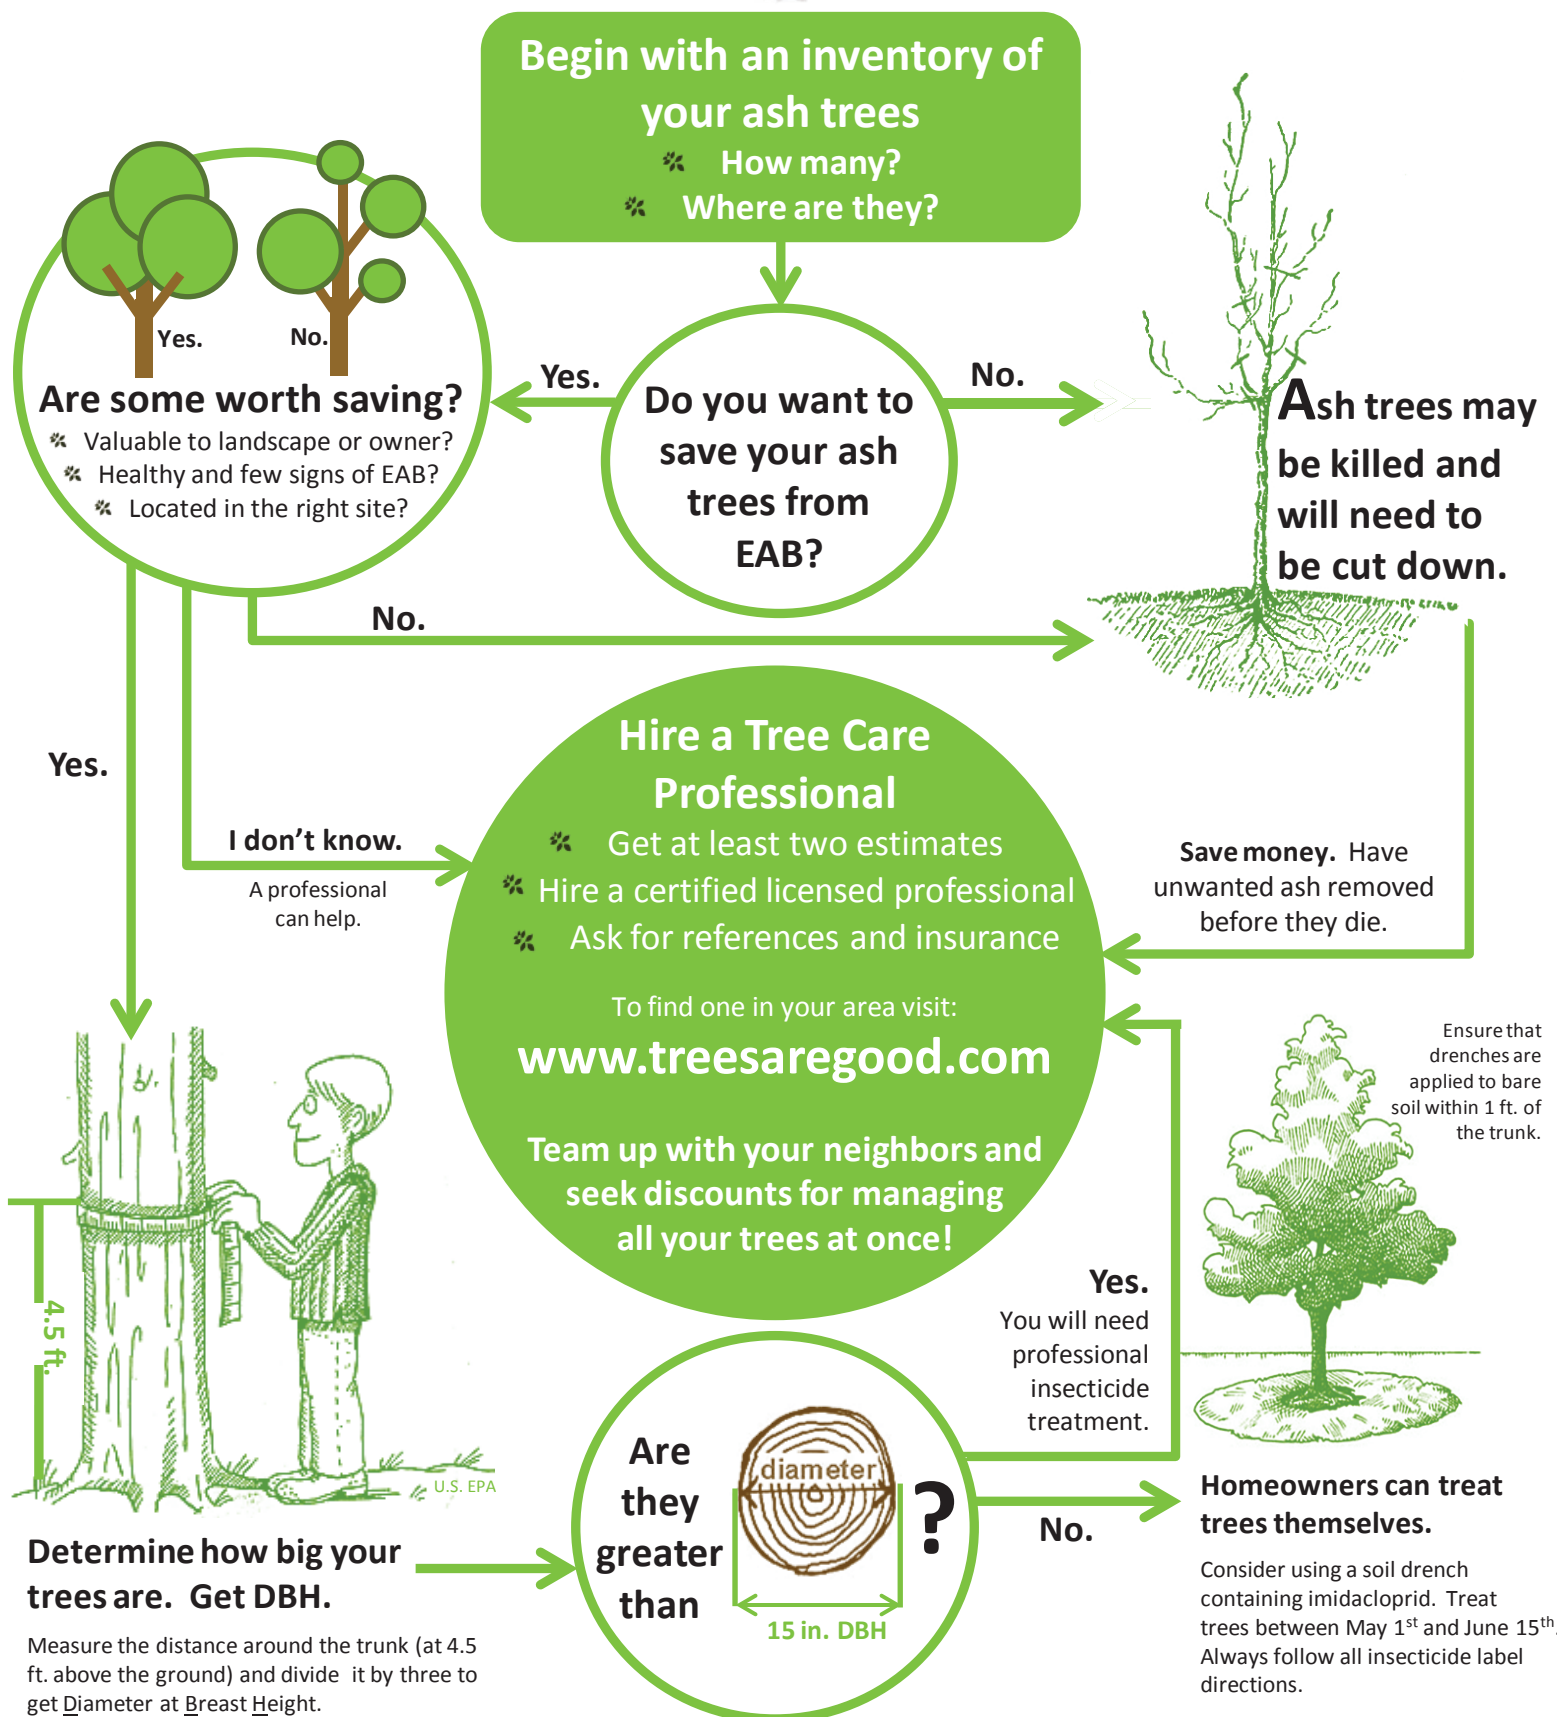 Begin with an inventory of
your ash trees
How many?
Where are they?
Yes.
No.
Are some worth saving?
Valuable to landscape or owner?
Healthy and few signs of EAB?
Located in the right site?
Yes.
Do you want to
save your ash
trees from
EAB?
No.
Ash trees may
be killed and
will need to
be cut down.
No.
Yes.
I don't know.
A professional
can help.
Hire a Tree Care
Professional
Get at least two estimates
Hire a certified licensed professional
Ask for references and insurance
To find one in your area visit:
www.treesaregood.com
Team up with your neighbors and
seek discounts for managing
all your trees at once!
Save money. Have
unwanted ash removed
before they die.
Ensure that
drenches are
applied to bare
soil within 1 ft. of
the trunk.
4.5 ft.
U.S. EPA
Determine how big your
trees are. Get DBH.
Measure the distance around the trunk (at 4.5
ft. above the ground) and divide it by three to
get Diameter at Breast Height.
Are
they
greater
than
diameter
?
15 in. DBH
Yes.
You will need
professional
insecticide
treatment.
No.
Homeowners can treat
trees themselves.
Consider using a soil drench
containing imidacloprid. Treat
trees between May 1st and June 15th.
Always follow all insecticide label
directions.